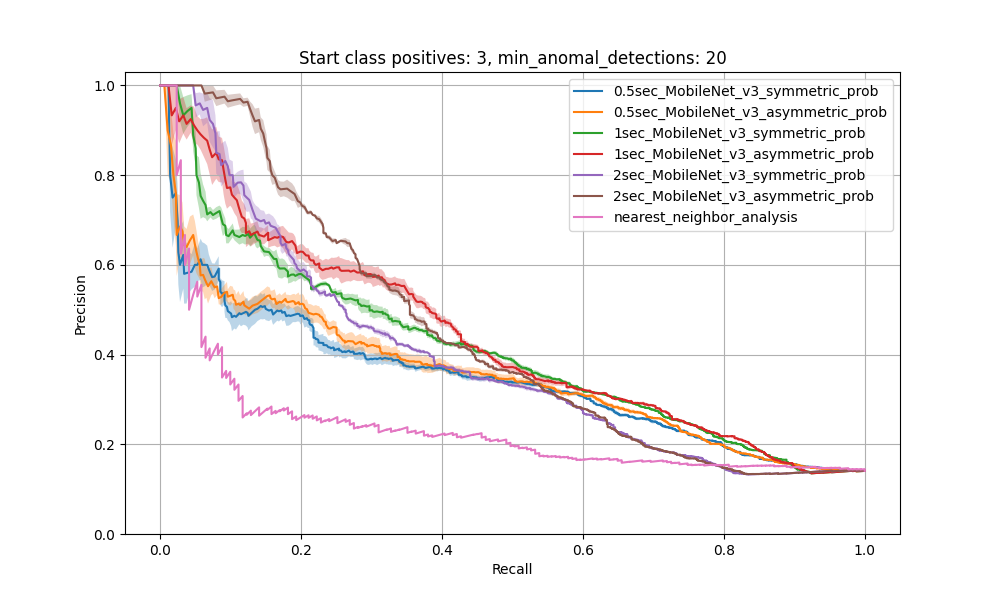 Start class positives: 3, min_anomal_detections: 20
1.0
0.8
0.6
0.4
0.2
0.0
Precision
0.5sec_MobileNet_v3_symmetric_prob
0.5sec_MobileNet_v3_asymmetric_prob
1sec_MobileNet_v3_symmetric_prob
1sec_MobileNet_v3_asymmetric_prob
2sec_MobileNet_v3_symmetric_prob
2sec_MobileNet_v3_asymmetric_prob
nearest_neighbor_analysis
0.0 0.2 0.4 0.6 0.8 1.0
Recall